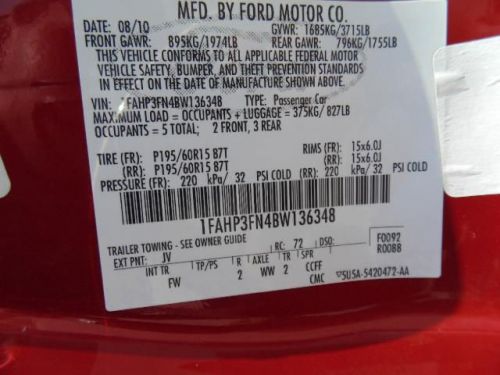 MFD. BY FORD MOTOR CO.
DATE: 08/10 GVWR: 1685KG/3715LB
FRONT GAWR: 895KG/1974LB REAR GAWR: 796KG/1755LB
THIS VEHICLE CONFORMS TO ALL APPLICABLE FEDERAL MOTOR
VEHICLE SAFETY, BUMPER, AND THEFT PREVENTION STANDARDS
IN EFFECT ON THE DATE OF MANUFACTURE SHOWN ABOVE.
VIN: 1FAHP3FN4BW136348 TYPE: Passenger Car
MAXIMUM LOAD = OCCUPANTS + LUGGAGE = 375KG/ 827LB
OCCUPANTS = 5 TOTAL; 2 FRONT, 3 REAR
TIRE (FR): P195/60R15 87T RIMS (FR): 15x6.0J
(RR): P195/60R15 87T (RR): 15x6.0J
PRESSURE (FR): 220 kPa/ 32 PSI COLD (RR): 220 kPa/ 32 PSI COLD
1FAHP3FN4BW136348
TRAILER TOWING - SEE OWNER GUIDE
EXT PNT: JV RC: 72 DSO: F0092
R0088
INT TR TP/PS R AXLE TR SPR
FW 2 WW 2 CCFF
CMC ▽5U5A-5420472-AA